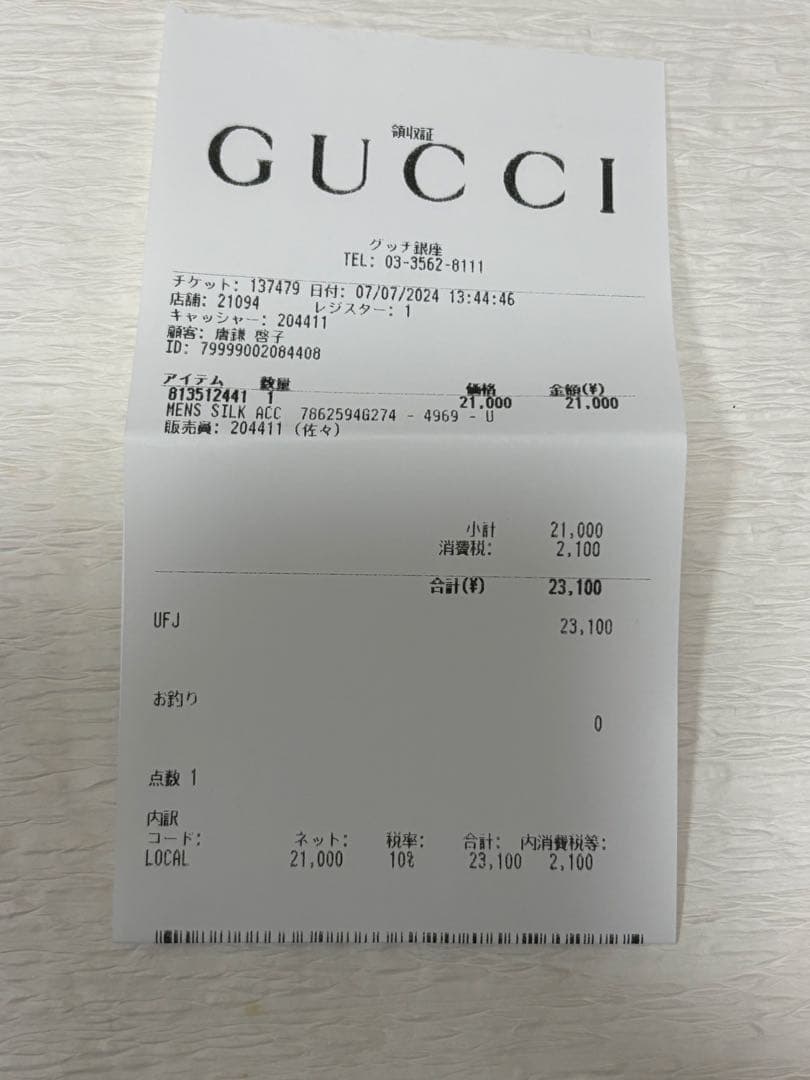 領収証
GUCCI
グッチ銀座
TEL: 03-3562-8111
チケット: 137479 日付: 07/07/2024 13:44:46
店舗: 21094 レジスター: 1
キャッシャー: 204411
顧客: 唐鎌 啓子
ID: 79999002084408
アイテム 数量 価格 金額(¥)
813512441 1 21,000 21,000
MENS SILK ACC 7862594G274 - 4969 - U
販売員: 204411 (佐々)
小計 21,000
消費税: 2,100
合計(¥) 23,100
UFJ 23,100
お釣り
0
点数 1
内訳
コード: ネット: 税率: 合計: 内消費税等:
LOCAL 21,000 10% 23,100 2,100